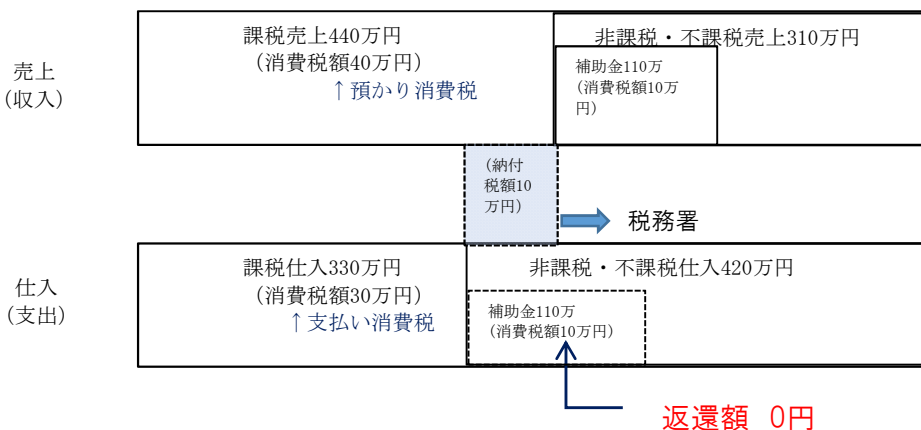 課税売上440万円
(消費税額40万円)
↑預かり消費税
非課税・不課税売上310万円
補助金110万
(消費税額10万
円)
売上
(収入)
(納付
税額10
万円)
税務署
課税仕入330万円
(消費税額30万円)
↑支払い消費税
非課税・不課税仕入420万円
補助金110万
(消費税額10万円)
仕入
(支出)
返還額 0円